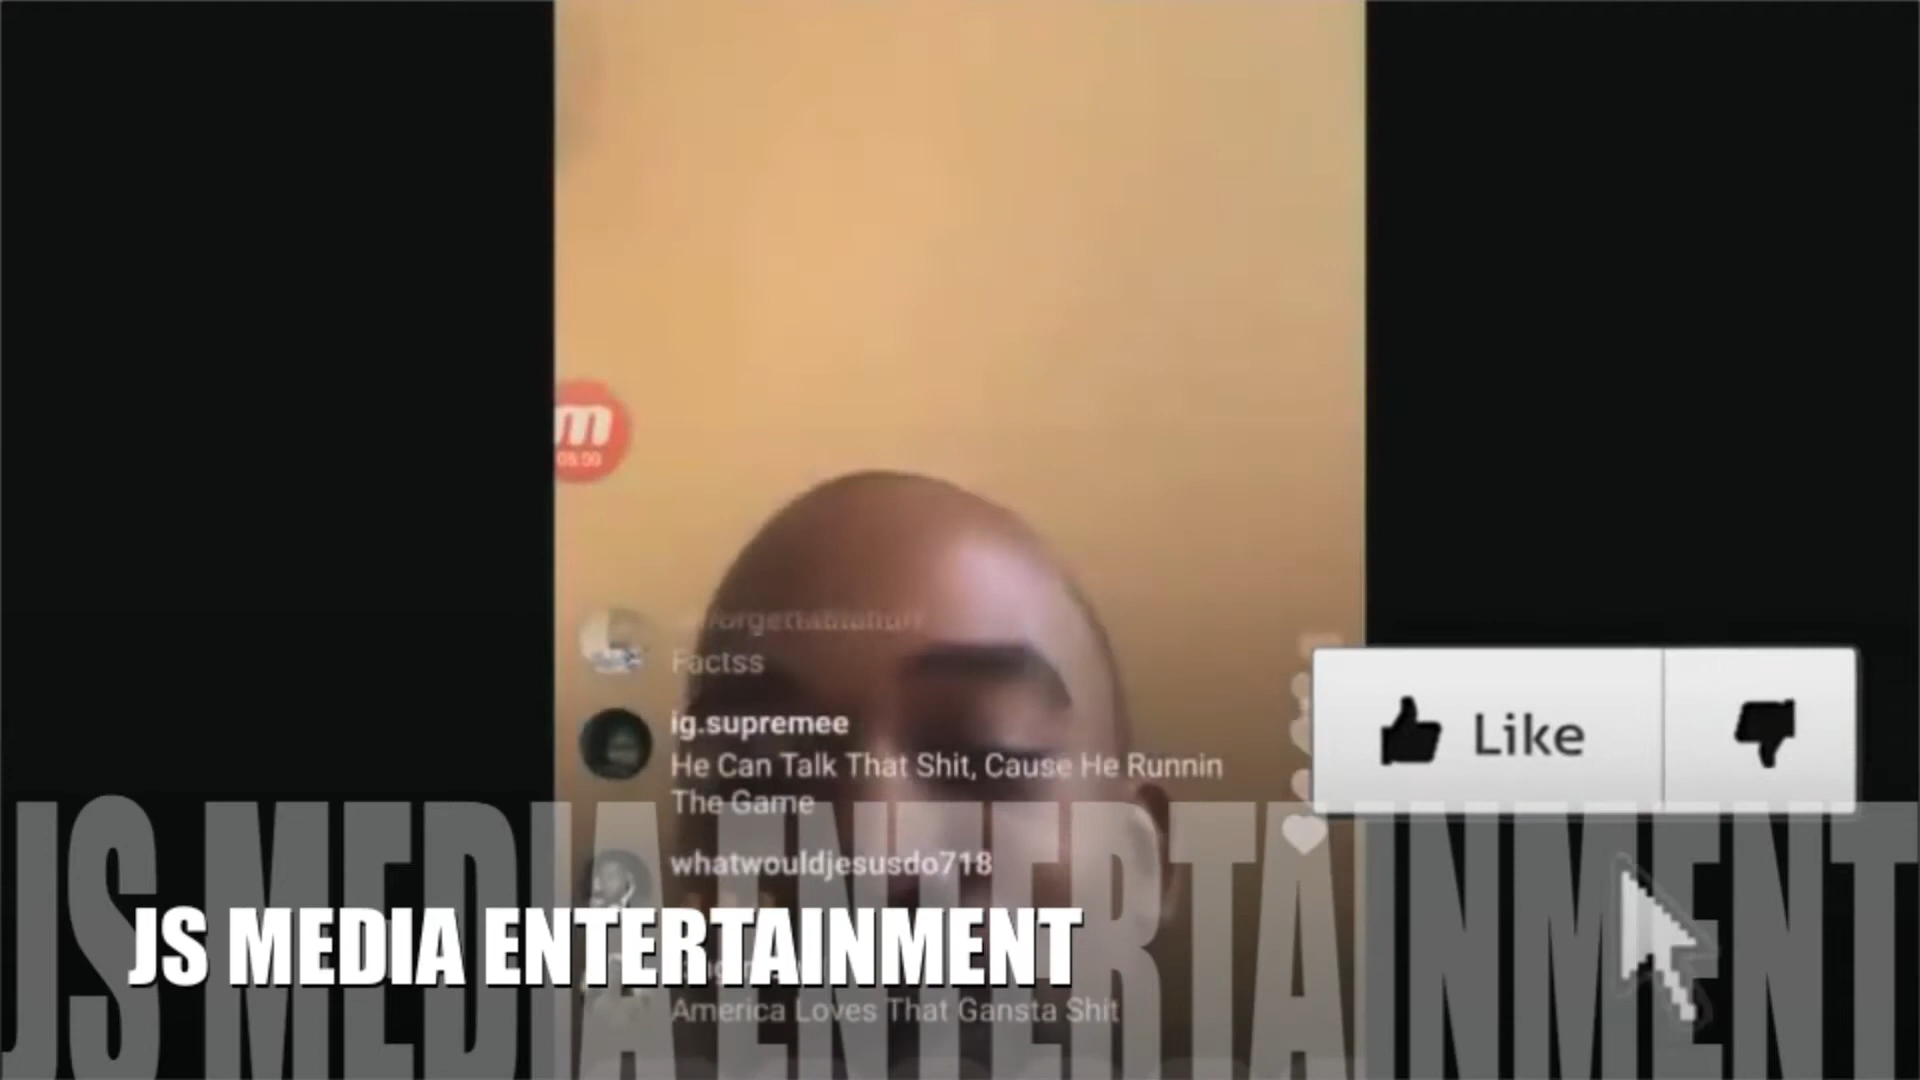 m
Factss
ig.supremee
He Can Talk That Shit, Cause He Runnin
The Game
whatwouldjesusdo718
JS MEDIA ENTERTAINMENT
JS MEDIA ENTERTAINMENT
America Loves That Gansta Shit
Like